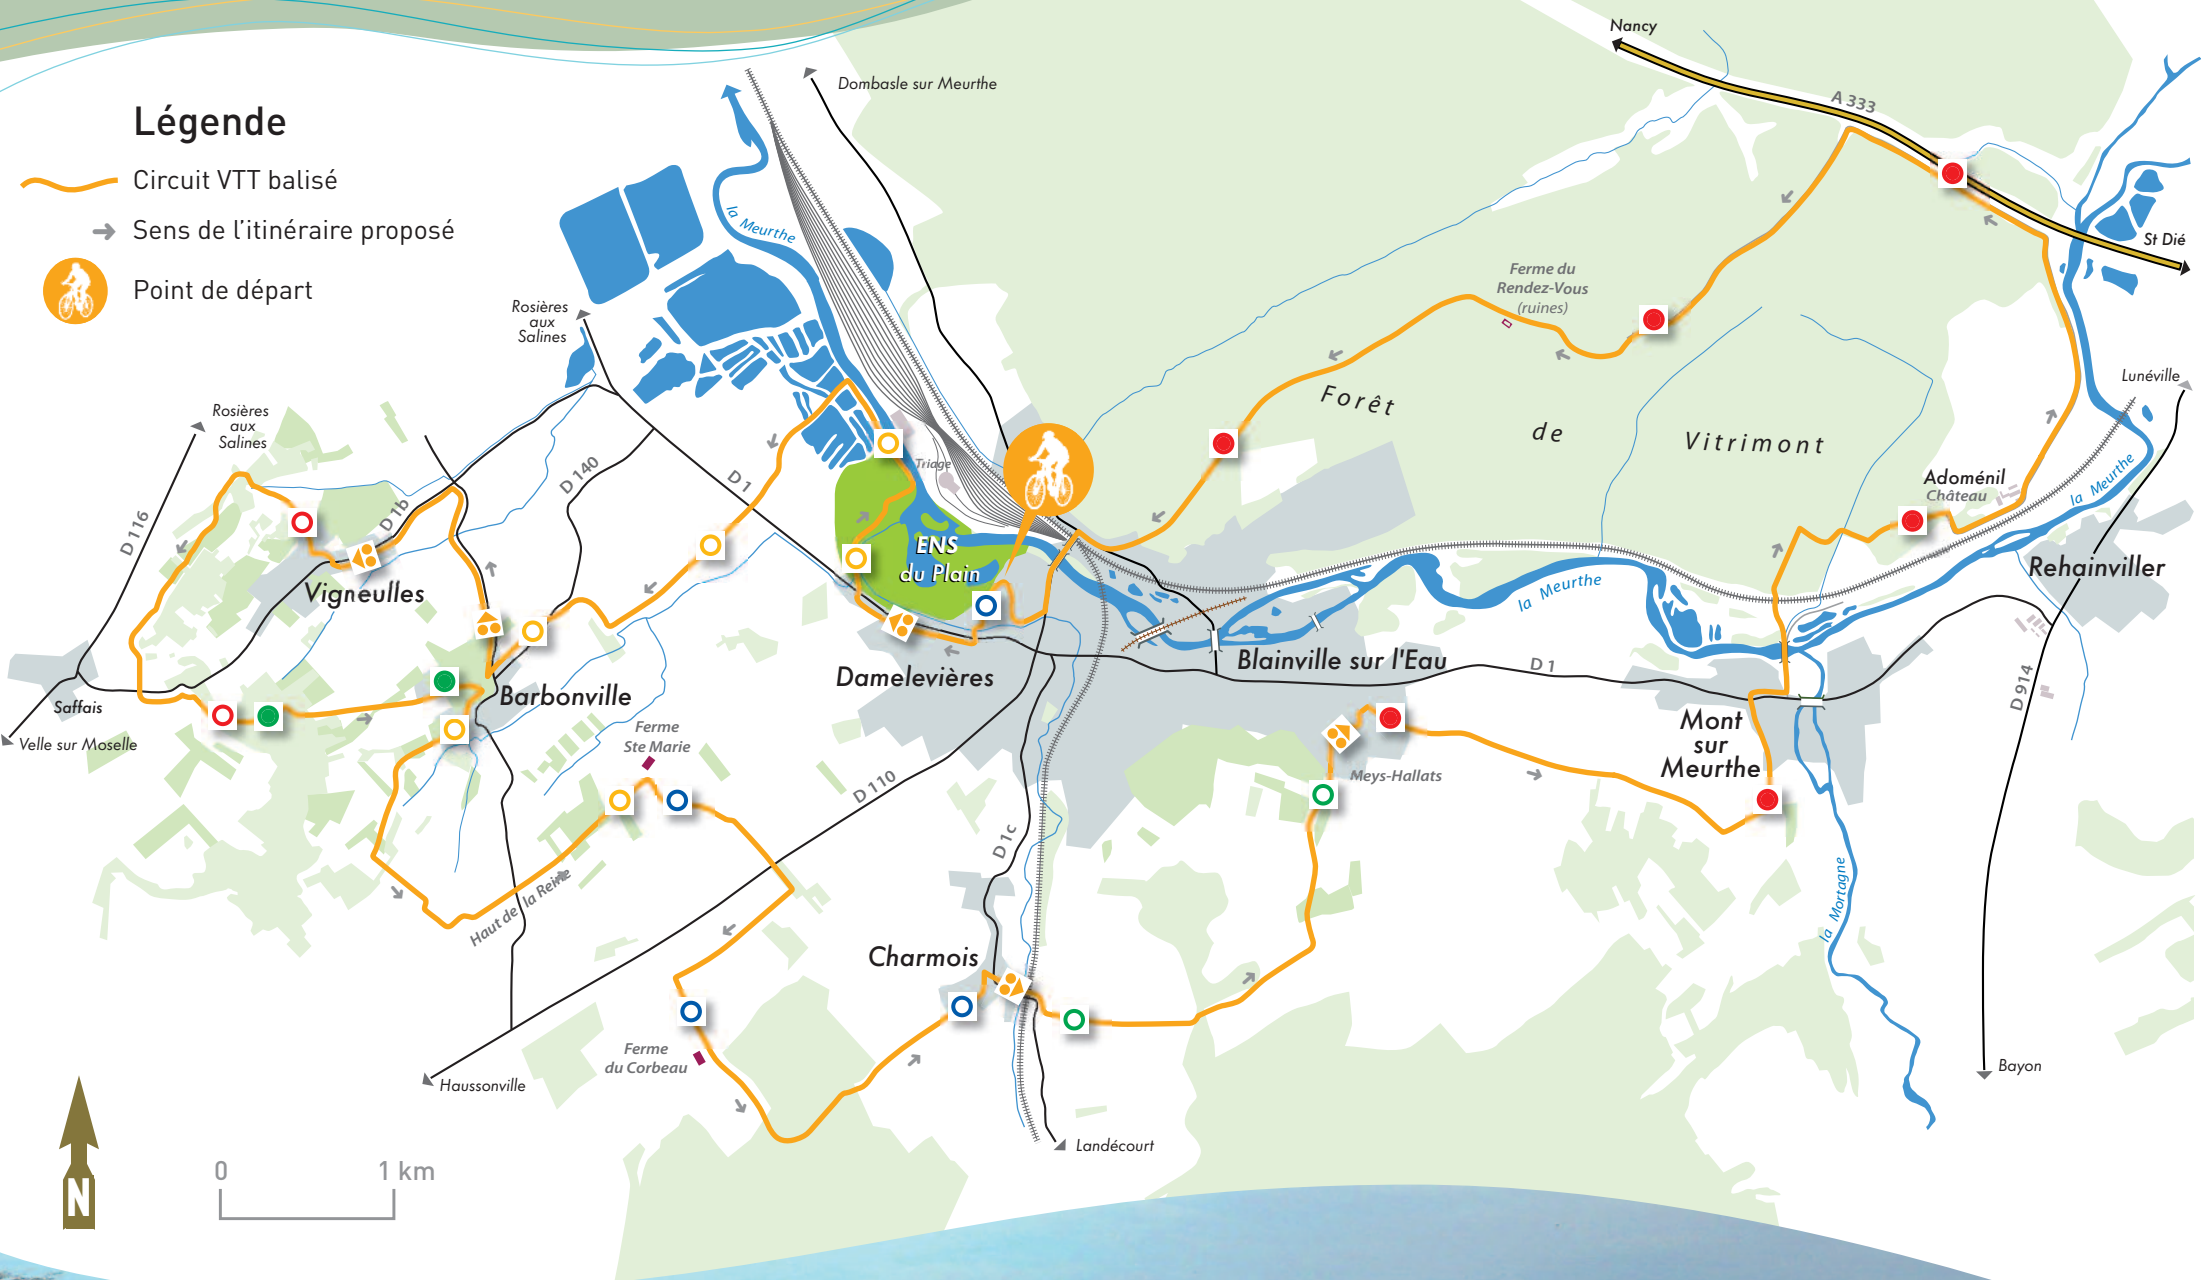 Légende
Circuit VTT balisé
Sens de l'itinéraire proposé
Point de départ
Nancy
A 333
St Dié
Dombasle sur Meurthe
la Meurthe
Rosières
aux
Salines
Rosières
aux
Salines
Ferme du
Rendez-Vous
(ruines)
Lunéville
Forêt
de
Vitrimont
D 116
D 1b
D 140
D 1
Triage
Adoménil
Château
la Meurthe
ENS
du Plain
Vigneulles
la Meurthe
Rehainviller
Saffais
Velle sur Moselle
Barbonville
Damelevières
Blainville sur l'Eau
D 1
D 914
Ferme
Ste Marie
Mont
sur
Meurthe
Meys-Hallats
D 110
D 1c
Haut de la Reine
la Mortagne
Charmois
Ferme
du Corbeau
Haussonville
Landécourt
Bayon
0
1 km
N